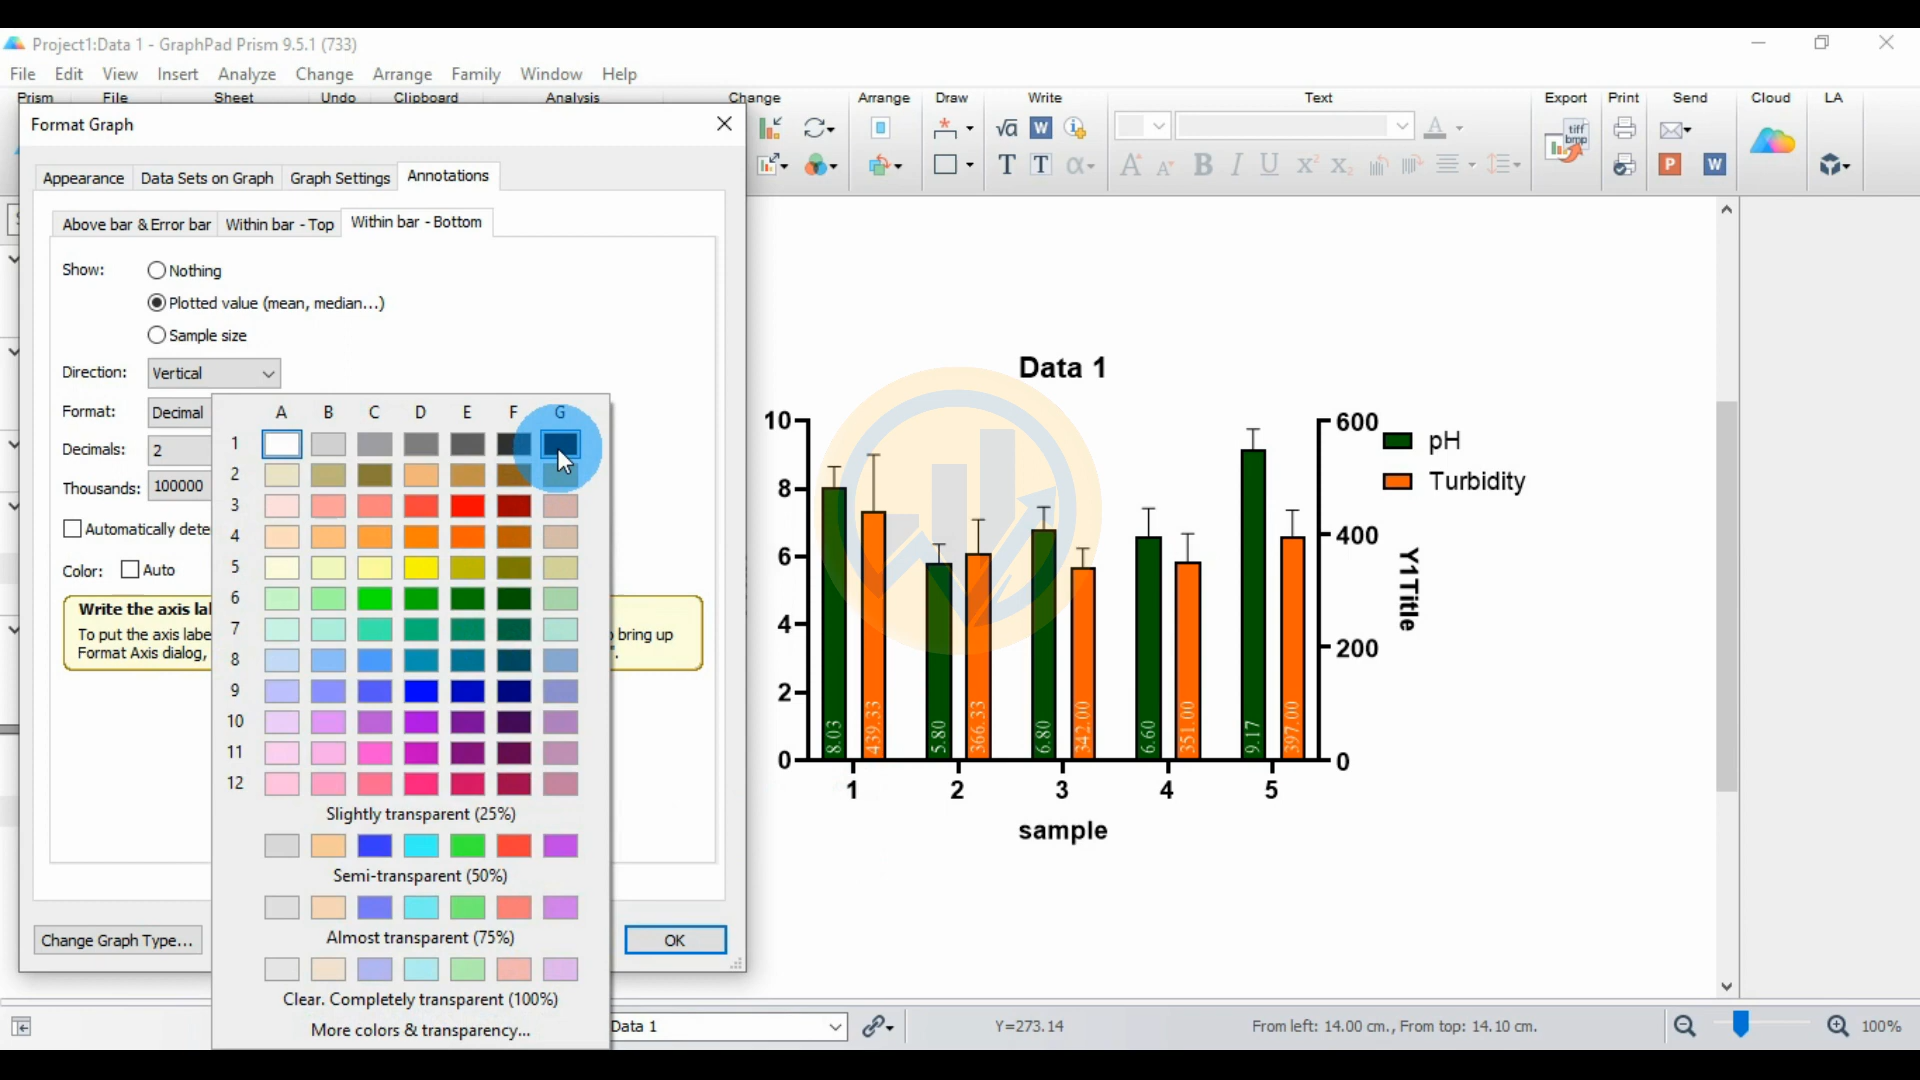 Project1:Data 1 - GraphPad Prism 9.5.1 (733)
File Edit View Insert Analyze Change Arrange Family Window Help
Prism File Sheet Undo Clipboard Analysis Change Arrange Draw Write Text Export Print Send Cloud LA
Format Graph
Appearance Data Sets on Graph Graph Settings Annotations
Above bar & Error bar Within bar - Top Within bar - Bottom
Show: Nothing
Plotted value (mean, median...)
Sample size
Direction: Vertical
Format: Decimal
Decimals: 2
Thousands: 100000
Automatically dete
Color: Auto
Write the axis lal
To put the axis labe bring up
Format Axis dialog, ".
A B C D E F G
1
2
3
4
5
6
7
8
9
10
11
12
Slightly transparent (25%)
Semi-transparent (50%)
Almost transparent (75%)
Clear. Completely transparent (100%)
More colors & transparency...
Change Graph Type... OK
tiff
bmp
Data 1
10 600
8
400
6
4
200
2
0 0
pH
Turbidity
Y1Title
8.03 439.33 5.80 366.33 6.80 342.00 6.60 351.00 9.17 397.00
1 2 3 4 5
sample
Data 1 Y=273.14 From left: 14.00 cm., From top: 14.10 cm. 100%